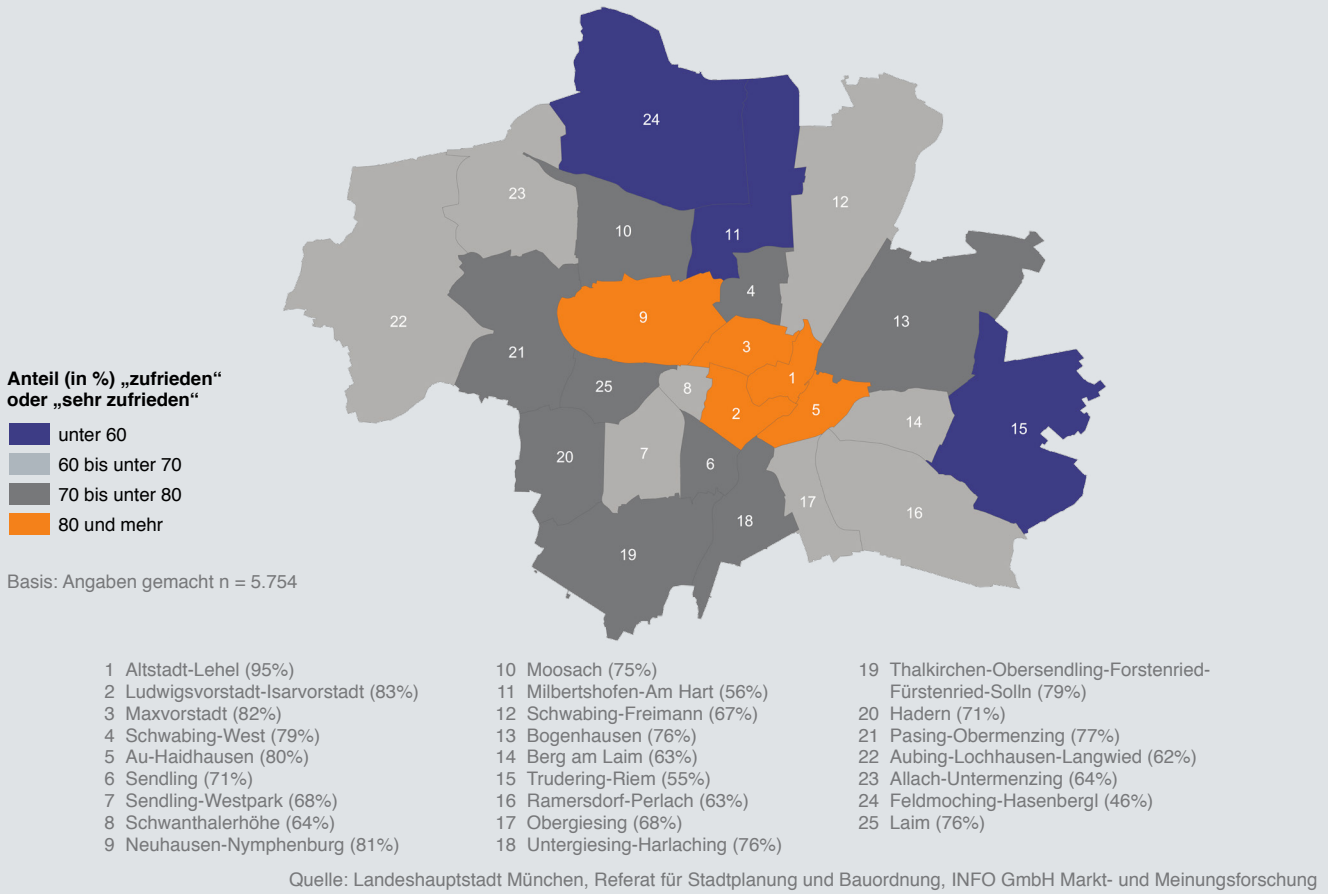 24
23
12
10
11
4
9
22
13
21
3
25
8
1
2
5
14
15
20
7
6
17
16
18
19
Anteil (in %) „zufrieden“
oder „sehr zufrieden“
unter 60
60 bis unter 70
70 bis unter 80
80 und mehr
Basis: Angaben gemacht n = 5.754
1 Altstadt-Lehel (95%)
2 Ludwigsvorstadt-Isarvorstadt (83%)
3 Maxvorstadt (82%)
4 Schwabing-West (79%)
5 Au-Haidhausen (80%)
6 Sendling (71%)
7 Sendling-Westpark (68%)
8 Schwanthalerhöhe (64%)
9 Neuhausen-Nymphenburg (81%)
10 Moosach (75%)
11 Milbertshofen-Am Hart (56%)
12 Schwabing-Freimann (67%)
13 Bogenhausen (76%)
14 Berg am Laim (63%)
15 Trudering-Riem (55%)
16 Ramersdorf-Perlach (63%)
17 Obergiesing (68%)
18 Untergiesing-Harlaching (76%)
19 Thalkirchen-Obersendling-Forstenried-
Fürstenried-Solln (79%)
20 Hadern (71%)
21 Pasing-Obermenzing (77%)
22 Aubing-Lochhausen-Langwied (62%)
23 Allach-Untermenzing (64%)
24 Feldmoching-Hasenbergl (46%)
25 Laim (76%)
Quelle: Landeshauptstadt München, Referat für Stadtplanung und Bauordnung, INFO GmbH Markt- und Meinungsforschung